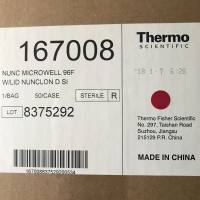 167008
NUNC MICROWELL 96F
W/LID NUNCLON D SI
1/BAG 50/CASE STERILE R
LOT 8375292
Thermo
SCIENTIFIC
Thermo Fisher Scientific
No. 297, Taishan Road
Suzhou, Jiangsu
215129 P.R. China
MADE IN CHINA